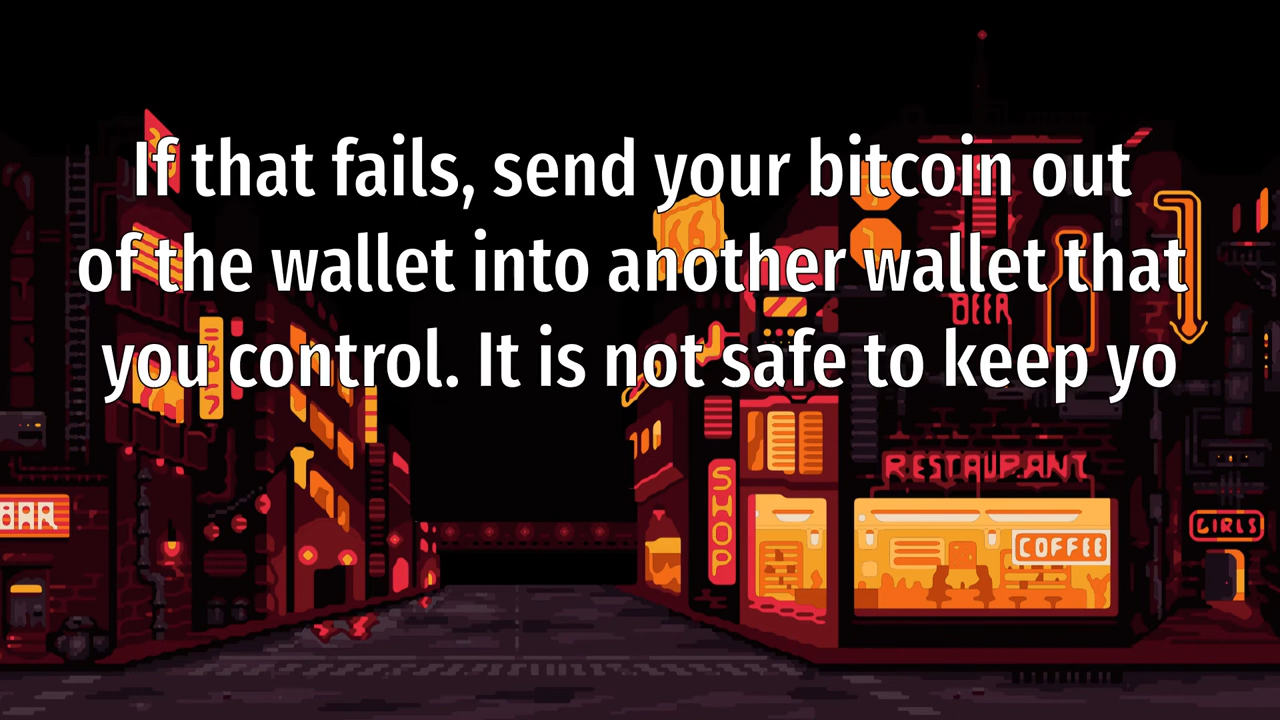 If that fails, send your bitcoin out
of the wallet into another wallet that
you control. It is not safe to keep yo
BEER
RESTAURANT
SHOP
BAR
COFFEE
GIRLS